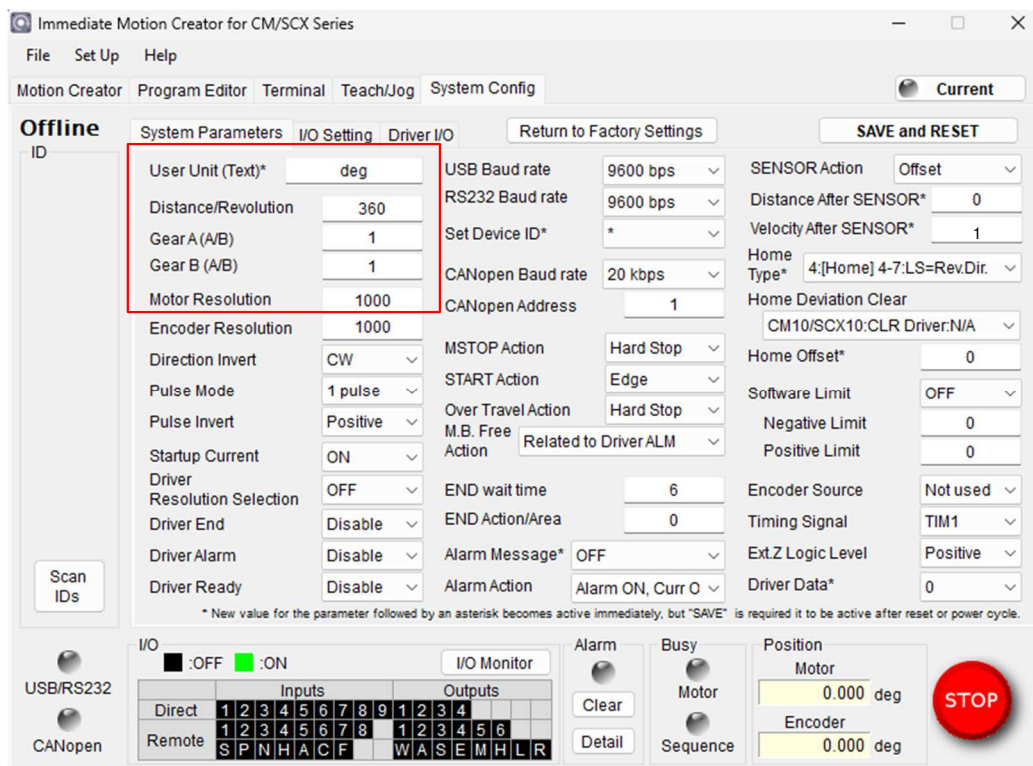 Immediate Motion Creator for CM/SCX Series
File Set Up Help
Motion Creator Program Editor Terminal Teach/Jog System Config Current
Offline
ID
System Parameters I/O Setting Driver I/O Return to Factory Settings SAVE and RESET
User Unit (Text)* deg
Distance/Revolution 360
Gear A (A/B) 1
Gear B (A/B) 1
Motor Resolution 1000
Encoder Resolution 1000
Direction Invert CW
Pulse Mode 1 pulse
Pulse Invert Positive
Startup Current ON
Driver
Resolution Selection OFF
Driver End Disable
Driver Alarm Disable
Driver Ready Disable
USB Baud rate 9600 bps
RS232 Baud rate 9600 bps
Set Device ID* *
CANopen Baud rate 20 kbps
CANopen Address 1
MSTOP Action Hard Stop
START Action Edge
Over Travel Action Hard Stop
M.B. Free
Action Related to Driver ALM
END wait time 6
END Action/Area 0
Alarm Message* OFF
Alarm Action Alarm ON, Curr O
SENSOR Action Offset
Distance After SENSOR* 0
Velocity After SENSOR* 1
Home
Type* 4:[Home] 4-7:LS=Rev.Dir.
Home Deviation Clear
CM10/SCX10:CLR Driver:N/A
Home Offset* 0
Software Limit OFF
Negative Limit 0
Positive Limit 0
Encoder Source Not used
Timing Signal TIM1
Ext.Z Logic Level Positive
Driver Data* 0
* New value for the parameter followed by an asterisk becomes active immediately, but "SAVE" is required it to be active after reset or power cycle.
Scan
IDs
USB/RS232
CANopen
I/O
:OFF :ON I/O Monitor
Inputs Outputs
Direct 1 2 3 4 5 6 7 8 9 1 2 3 4
Remote 1 2 3 4 5 6 7 8 1 2 3 4 5 6
S P N H A C F W A S E M H L R
Alarm
Clear
Detail
Busy
Motor
Sequence
Position
Motor
0.000 deg
Encoder
0.000 deg
STOP